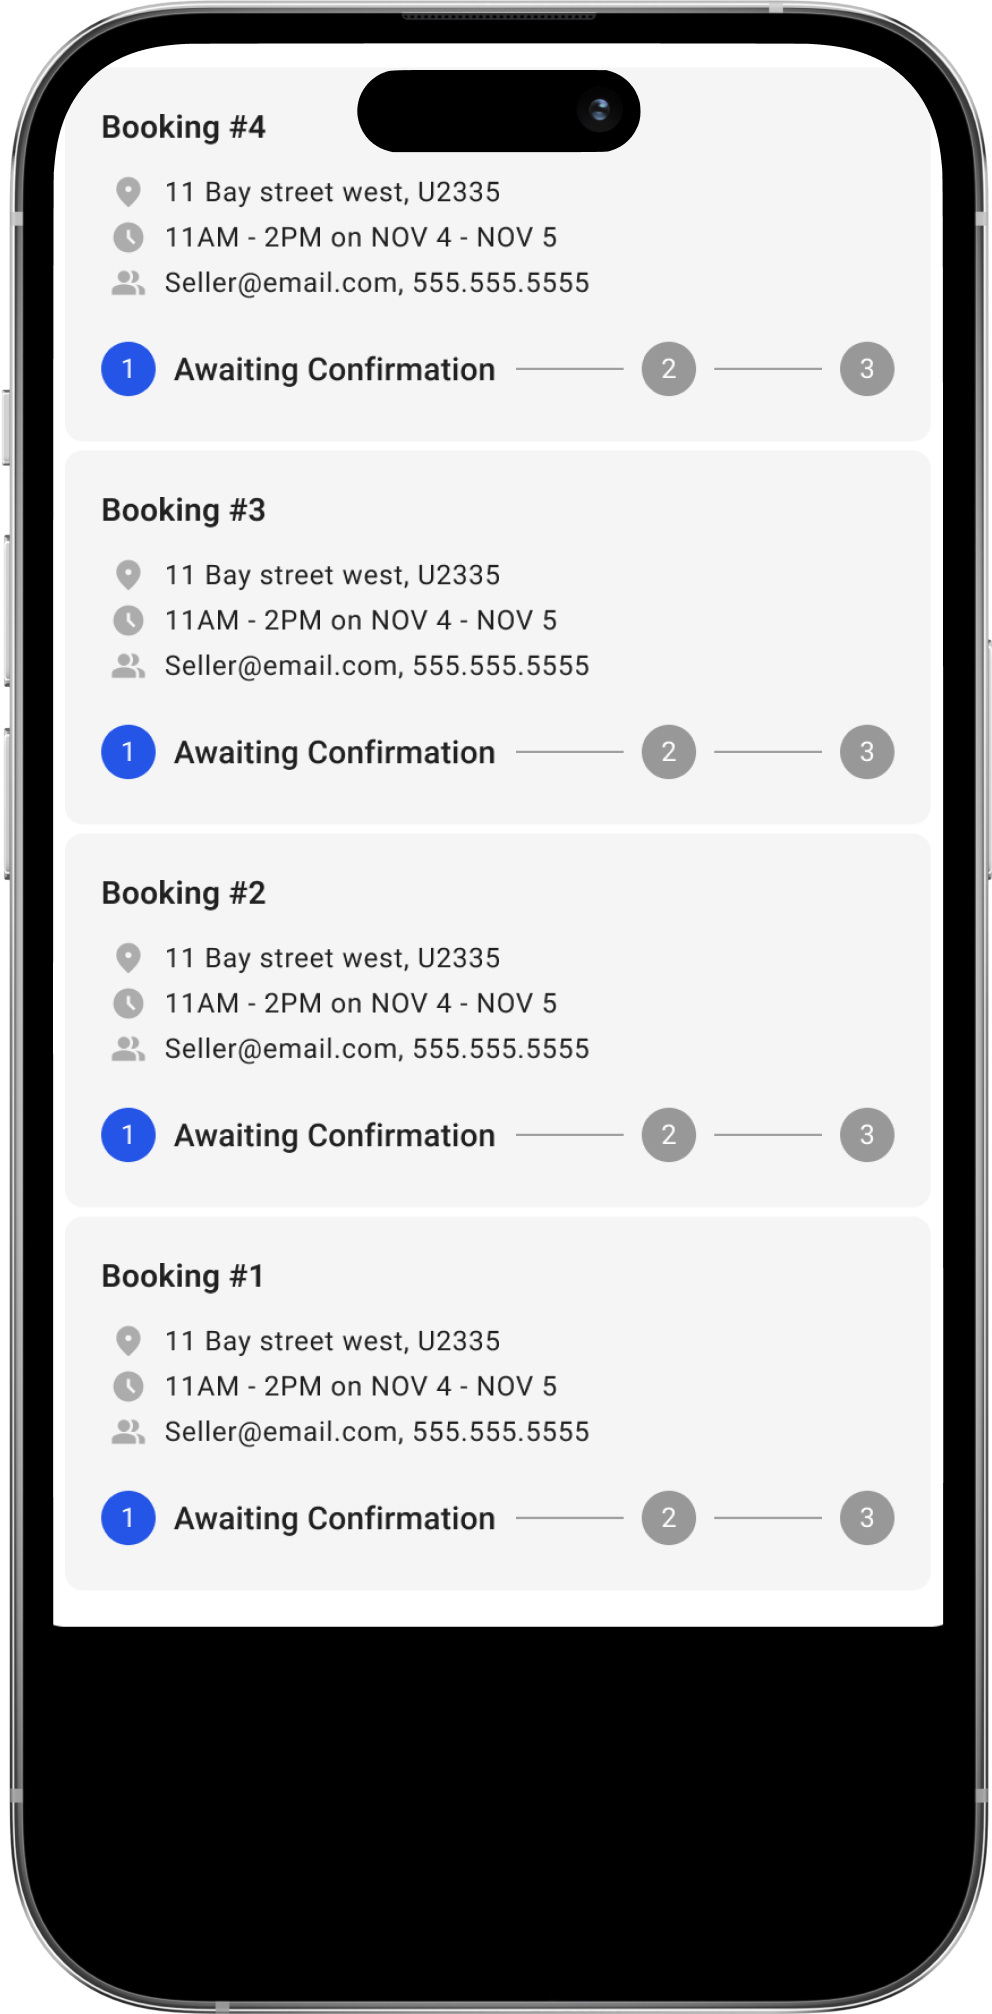 Booking #4
11 Bay street west, U2335
11AM - 2PM on NOV 4 - NOV 5
Seller@email.com, 555.555.5555
1 Awaiting Confirmation 2 3
Booking #3
11 Bay street west, U2335
11AM - 2PM on NOV 4 - NOV 5
Seller@email.com, 555.555.5555
1 Awaiting Confirmation 2 3
Booking #2
11 Bay street west, U2335
11AM - 2PM on NOV 4 - NOV 5
Seller@email.com, 555.555.5555
1 Awaiting Confirmation 2 3
Booking #1
11 Bay street west, U2335
11AM - 2PM on NOV 4 - NOV 5
Seller@email.com, 555.555.5555
1 Awaiting Confirmation 2 3